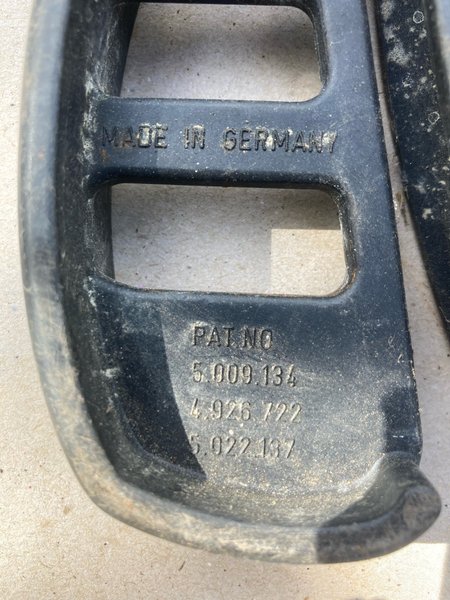 MADE IN GERMANY
PAT.NO
5.009.134
4.926.722
5.022.137